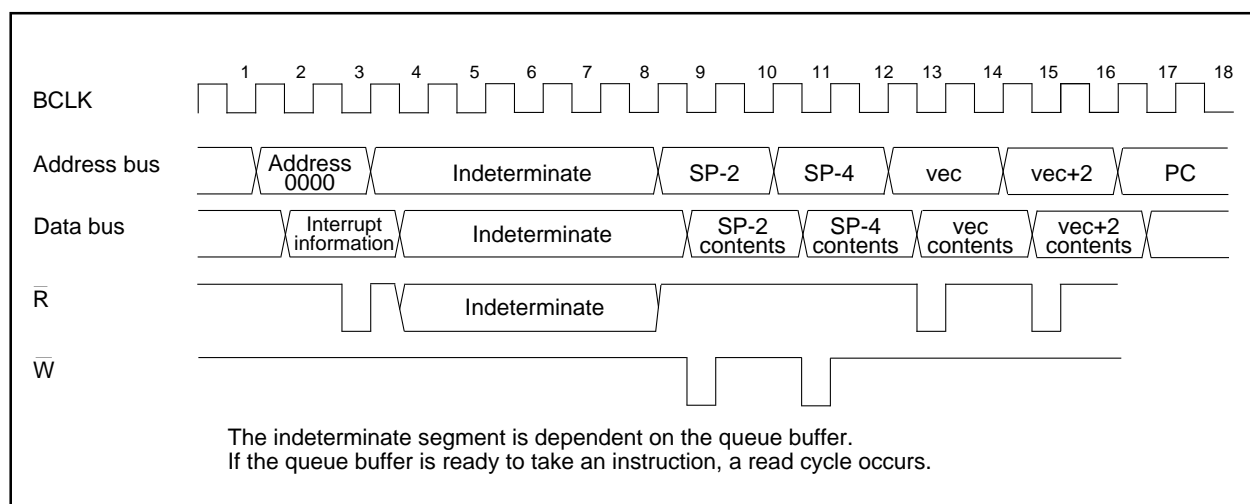 1 2 3 4 5 6 7 8 9 10 11 12 13 14 15 16 17 18
BCLK
Address bus
Address
0000
Indeterminate
SP-2
SP-4
vec
vec+2
PC
Data bus
Interrupt
information
Indeterminate
SP-2
contents
SP-4
contents
vec
contents
vec+2
contents
R̅
Indeterminate
W̅
The indeterminate segment is dependent on the queue buffer.
If the queue buffer is ready to take an instruction, a read cycle occurs.